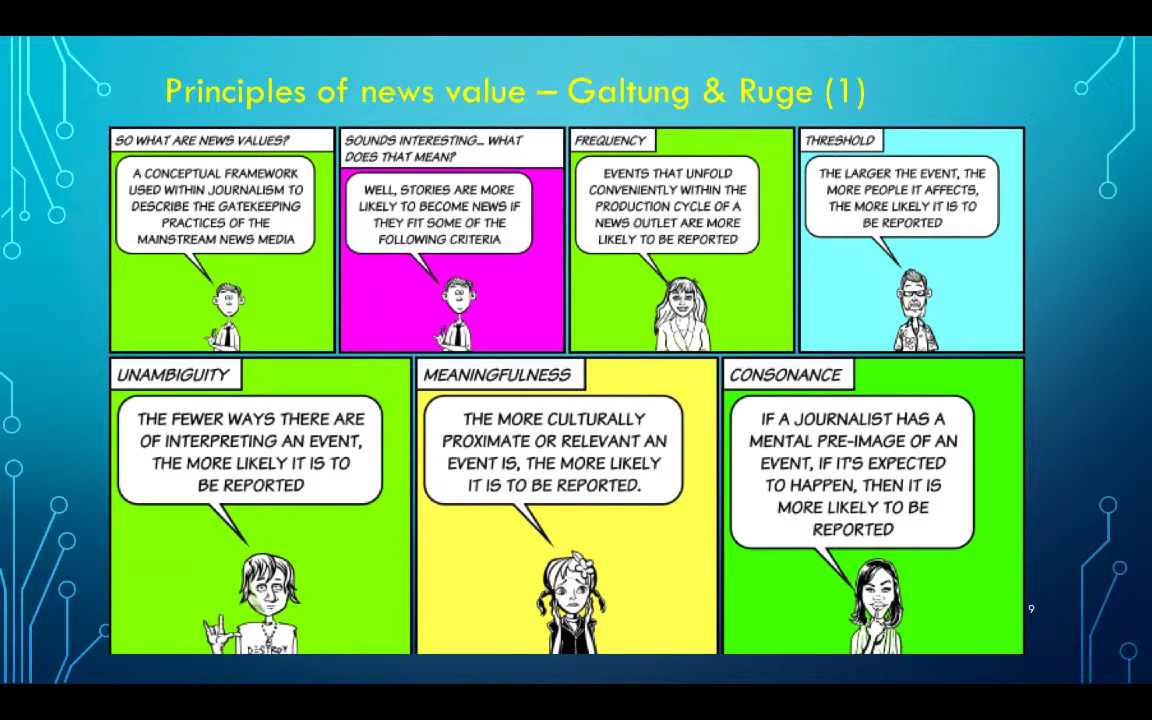 Principles of news value – Galtung & Ruge (1)
SO WHAT ARE NEWS VALUES?
A CONCEPTUAL FRAMEWORK
USED WITHIN JOURNALISM TO
DESCRIBE THE GATEKEEPING
PRACTICES OF THE
MAINSTREAM NEWS MEDIA
SOUNDS INTERESTING... WHAT
DOES THAT MEAN?
WELL, STORIES ARE MORE
LIKELY TO BECOME NEWS IF
THEY FIT SOME OF THE
FOLLOWING CRITERIA
FREQUENCY
EVENTS THAT UNFOLD
CONVENIENTLY WITHIN THE
PRODUCTION CYCLE OF A
NEWS OUTLET ARE MORE
LIKELY TO BE REPORTED
THRESHOLD
THE LARGER THE EVENT, THE
MORE PEOPLE IT AFFECTS,
THE MORE LIKELY IT IS TO
BE REPORTED
UNAMBIGUITY
THE FEWER WAYS THERE ARE
OF INTERPRETING AN EVENT,
THE MORE LIKELY IT IS TO
BE REPORTED
DESTROY
MEANINGFULNESS
THE MORE CULTURALLY
PROXIMATE OR RELEVANT AN
EVENT IS, THE MORE LIKELY
IT IS TO BE REPORTED.
CONSONANCE
IF A JOURNALIST HAS A
MENTAL PRE-IMAGE OF AN
EVENT, IF IT'S EXPECTED
TO HAPPEN, THEN IT IS
MORE LIKELY TO BE
REPORTED
9